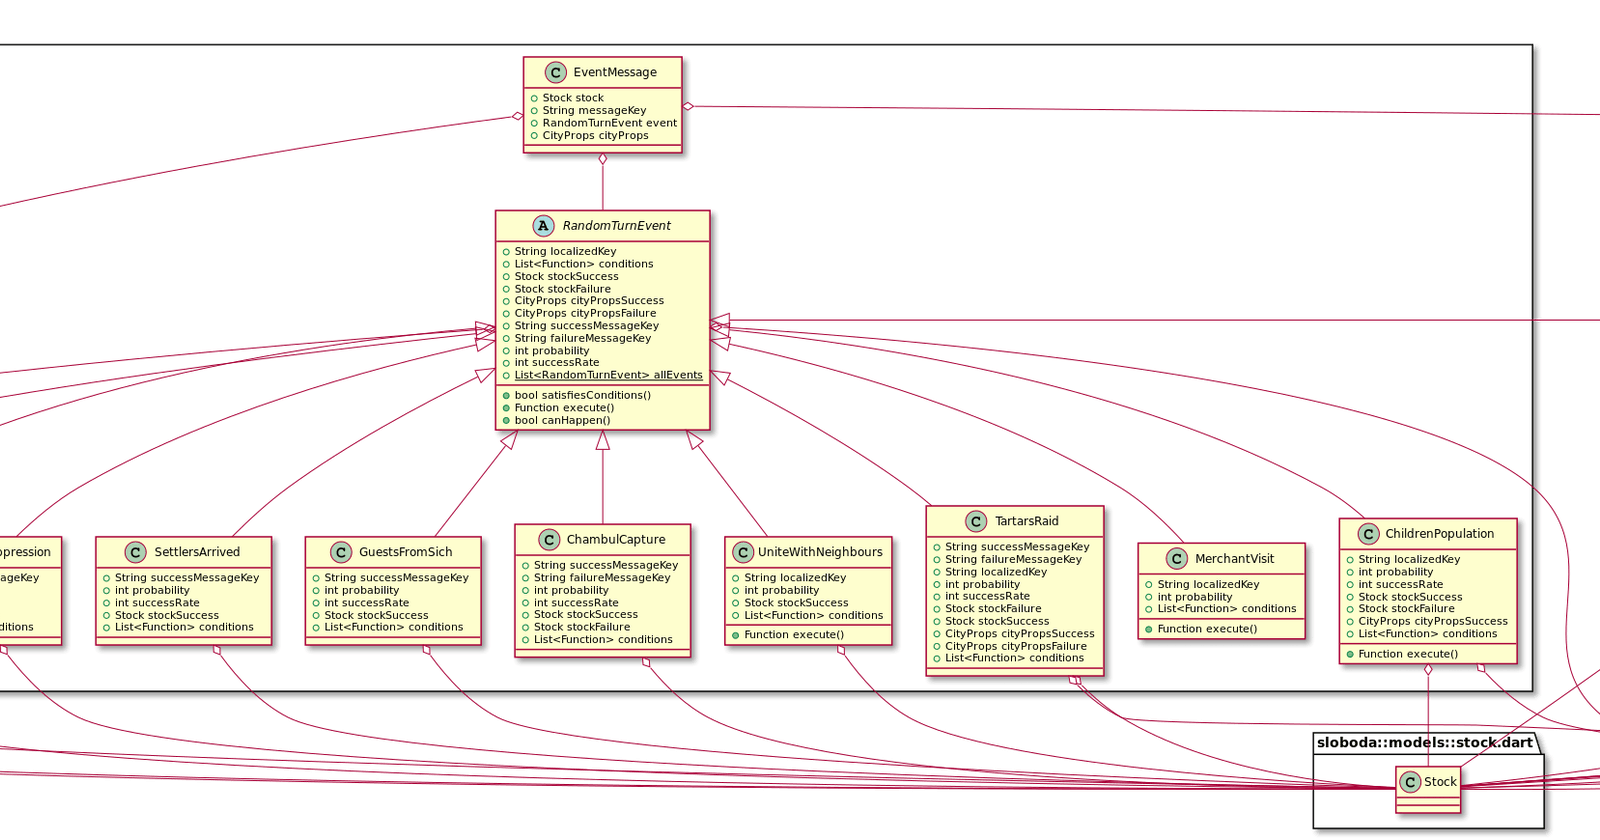 C EventMessage
Stock stock
String messageKey
RandomTurnEvent event
CityProps cityProps
A RandomTurnEvent
String localizedKey
List<Function> conditions
Stock stockSuccess
Stock stockFailure
CityProps cityPropsSuccess
CityProps cityPropsFailure
String successMessageKey
String failureMessageKey
int probability
int successRate
List<RandomTurnEvent> allEvents
bool satisfiesConditions()
Function execute()
bool canHappen()
pression
ageKey
ditions
C SettlersArrived
String successMessageKey
int probability
int successRate
Stock stockSuccess
List<Function> conditions
C GuestsFromSich
String successMessageKey
int probability
int successRate
Stock stockSuccess
List<Function> conditions
C ChambulCapture
String successMessageKey
String failureMessageKey
int probability
int successRate
Stock stockSuccess
Stock stockFailure
List<Function> conditions
C UniteWithNeighbours
String localizedKey
int probability
Stock stockSuccess
List<Function> conditions
Function execute()
C TartarsRaid
String successMessageKey
String failureMessageKey
String localizedKey
int probability
int successRate
Stock stockFailure
Stock stockSuccess
CityProps cityPropsSuccess
CityProps cityPropsFailure
List<Function> conditions
C MerchantVisit
String localizedKey
int probability
List<Function> conditions
Function execute()
C ChildrenPopulation
String localizedKey
int probability
int successRate
Stock stockSuccess
Stock stockFailure
CityProps cityPropsSuccess
List<Function> conditions
Function execute()
sloboda::models::stock.dart
C Stock